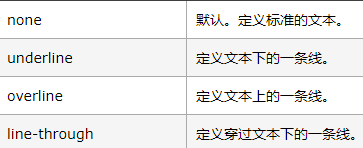 none 默认。定义标准的文本。
underline 定义文本下的一条线。
overline 定义文本上的一条线。
line-through 定义穿过文本下的一条线。